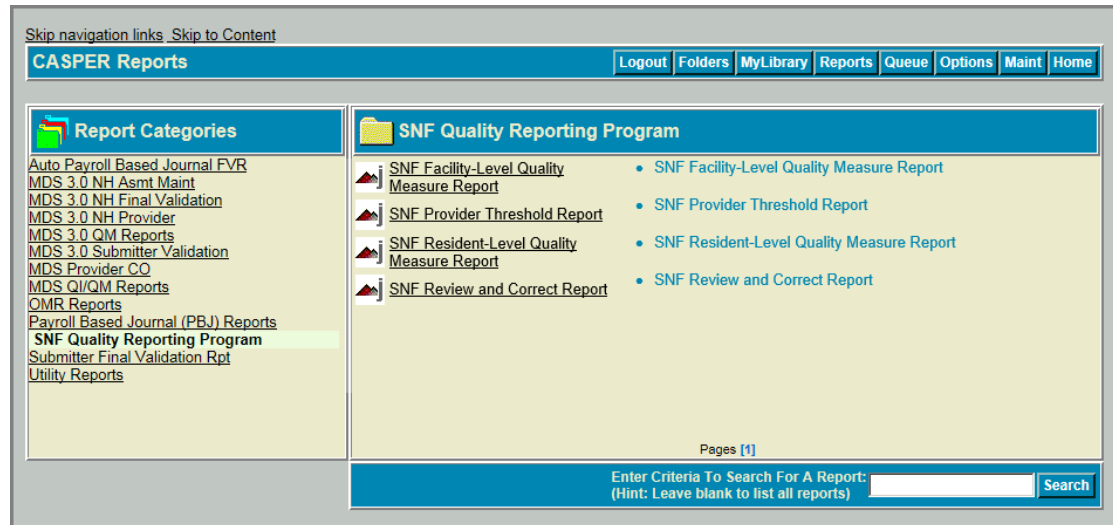 Skip navigation links Skip to Content
CASPER Reports
Logout Folders MyLibrary Reports Queue Options Maint Home
Report Categories
Auto Payroll Based Journal FVR
MDS 3.0 NH Asmt Maint
MDS 3.0 NH Final Validation
MDS 3.0 NH Provider
MDS 3.0 QM Reports
MDS 3.0 Submitter Validation
MDS Provider CO
MDS QI/QM Reports
OMR Reports
Payroll Based Journal (PBJ) Reports
SNF Quality Reporting Program
Submitter Final Validation Rpt
Utility Reports
SNF Quality Reporting Program
SNF Facility-Level Quality
Measure Report
SNF Provider Threshold Report
SNF Resident-Level Quality
Measure Report
SNF Review and Correct Report
• SNF Facility-Level Quality Measure Report
• SNF Provider Threshold Report
• SNF Resident-Level Quality Measure Report
• SNF Review and Correct Report
Pages [1]
Enter Criteria To Search For A Report:
(Hint: Leave blank to list all reports)
Search